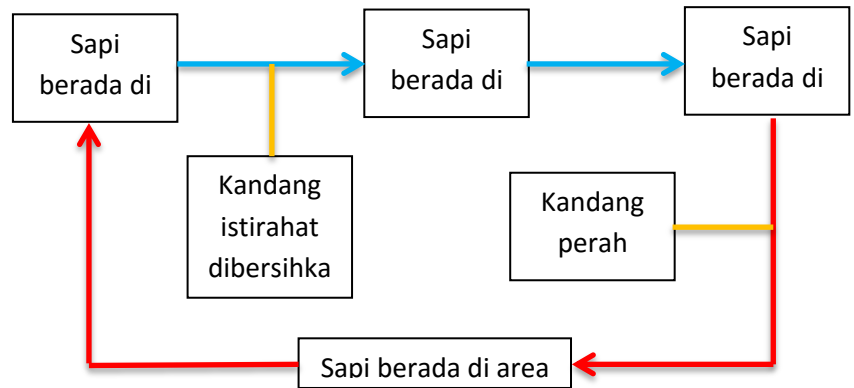 Sapi
berada di
Sapi
berada di
Sapi
berada di
Kandang
istirahat
dibersihka
Kandang
perah
Sapi berada di area